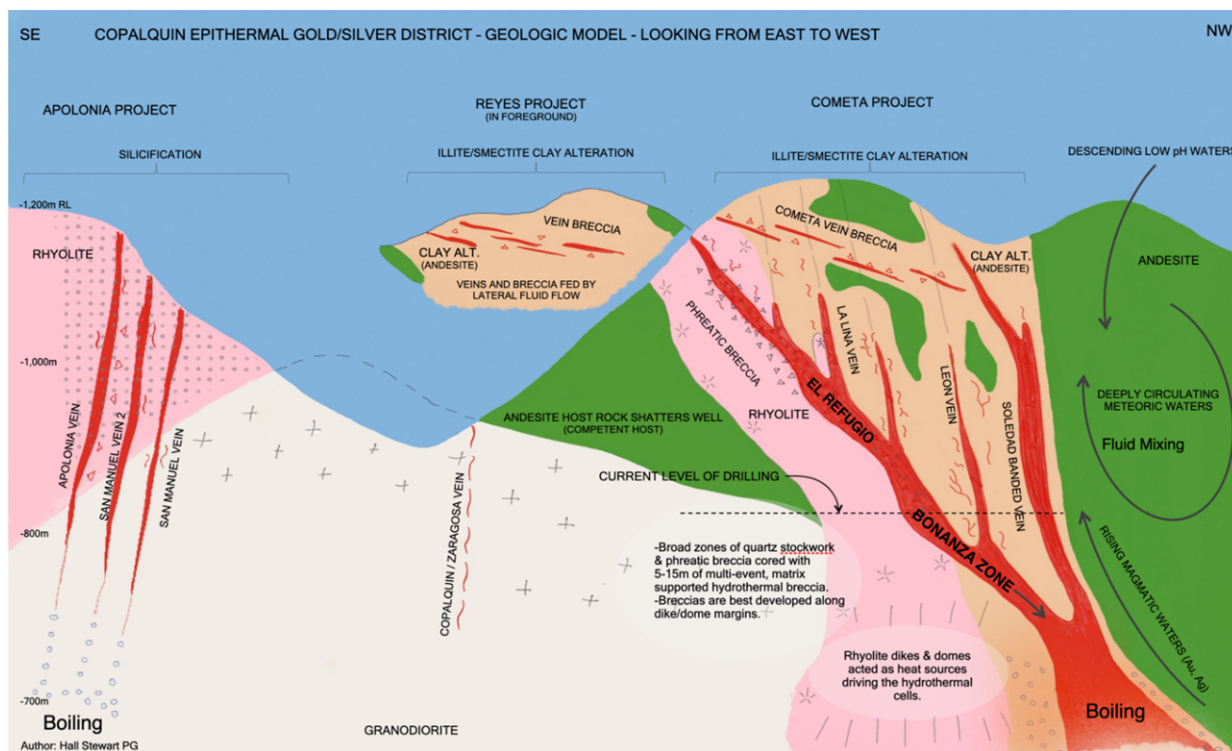 SE
COPALQUIN EPITHERMAL GOLD/SILVER DISTRICT - GEOLOGIC MODEL - LOOKING FROM EAST TO WEST
NW
APOLONIA PROJECT
REYES PROJECT
(IN FOREGROUND)
COMETA PROJECT
SILICIFICATION
ILLITE/SMECTITE CLAY ALTERATION
ILLITE/SMECTITE CLAY ALTERATION
DESCENDING LOW pH WATERS
-1,200m RL
RHYOLITE
VEIN BRECCIA
CLAY ALT.
(ANDESITE)
VEINS AND BRECCIA FED BY
LATERAL FLUID FLOW
COMETA VEIN BRECCIA
CLAY ALT.
(ANDESITE)
ANDESITE
-1,000m
PHREATIC BRECCIA
LA LINA VEIN
EL REFUGIO
RHYOLITE
LEON VEIN
SOLEDAD BANDED VEIN
DEEPLY CIRCULATING
METEORIC WATERS
Fluid Mixing
ANDESITE HOST ROCK SHATTERS WELL
(COMPETENT HOST)
APOLONIA VEIN
SAN MANUEL VEIN 2
SAN MANUEL VEIN
CURRENT LEVEL OF DRILLING
-800m
COPALQUIN / ZARAGOSA VEIN
BONANZA ZONE
RISING MAGMATIC WATERS (Au, Ag)
-Broad zones of quartz stockwork
& phreatic breccia cored with
5-15m of multi-event, matrix
supported hydrothermal breccia.
-Breccias are best developed along
dike/dome margins.
Rhyolite dikes & domes
acted as heat sources
driving the hydrothermal
cells.
-700m
Boiling
GRANODIORITE
Boiling
Author: Hall Stewart PG